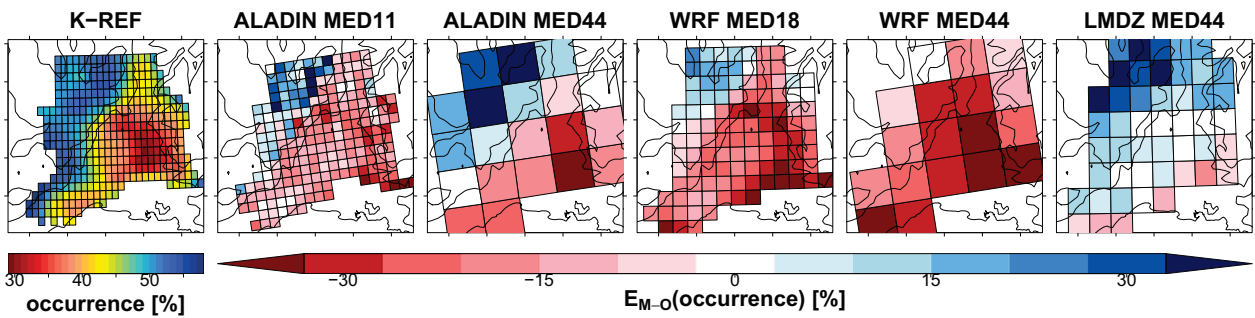 K−REF ALADIN MED11 ALADIN MED44 WRF MED18 WRF MED44 LMDZ MED44
30 40 50 −30 −15 0 15 30
occurrence [%] E_M−O(occurrence) [%]